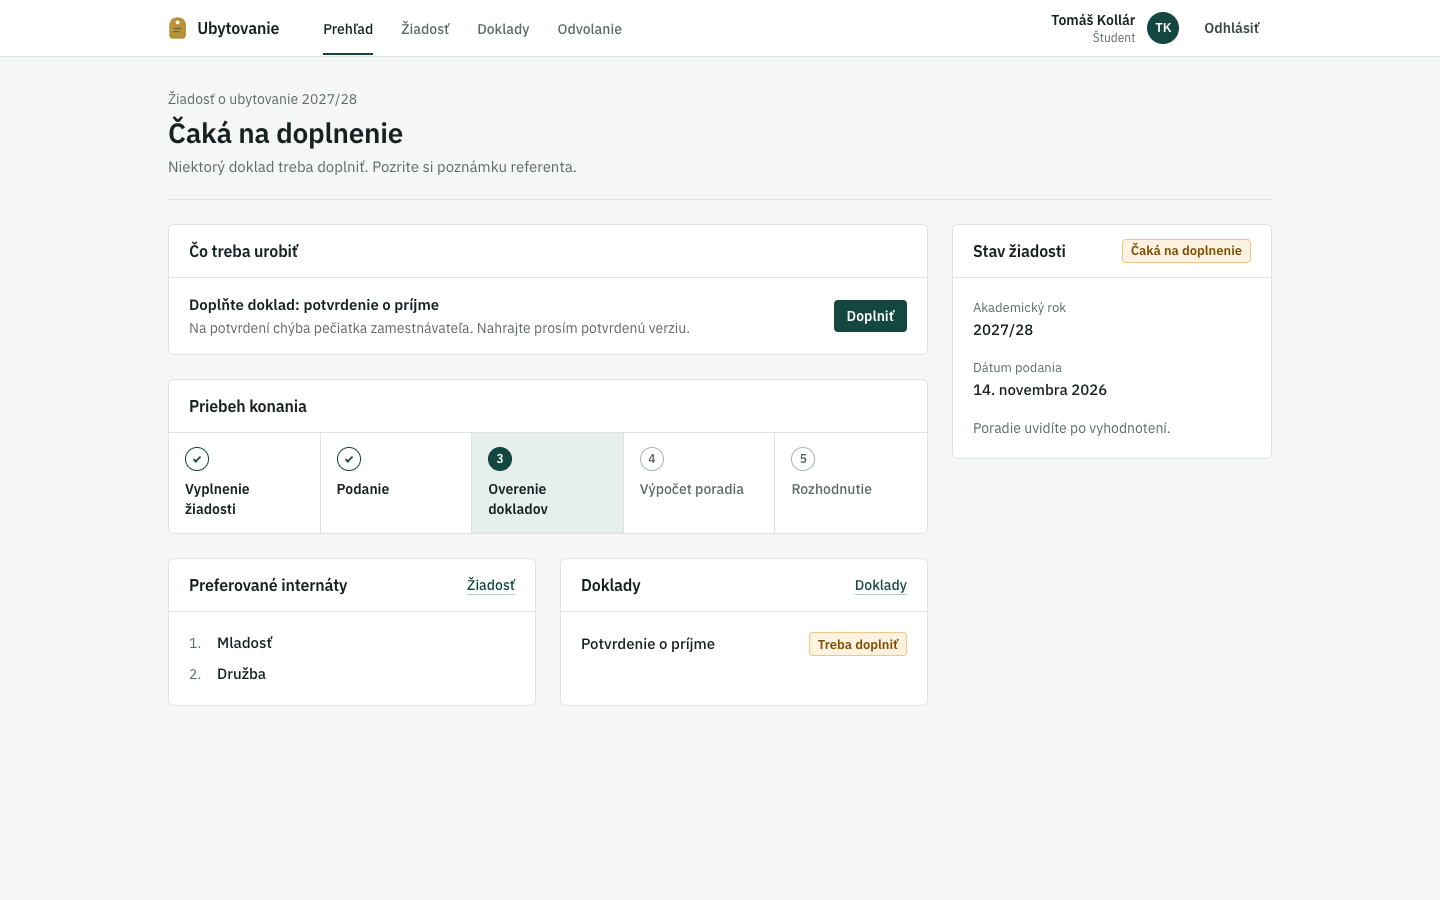 Ubytovanie
Prehľad
Žiadosť
Doklady
Odvolanie
Tomáš Kollár
Študent
TK
Odhlásiť
Žiadosť o ubytovanie 2027/28
Čaká na doplnenie
Niektorý doklad treba doplniť. Pozrite si poznámku referenta.
Čo treba urobiť
Doplňte doklad: potvrdenie o príjme
Na potvrdení chýba pečiatka zamestnávateľa. Nahrajte prosím potvrdenú verziu.
Doplniť
Stav žiadosti
Čaká na doplnenie
Akademický rok
2027/28
Dátum podania
14. novembra 2026
Poradie uvidíte po vyhodnotení.
Priebeh konania
Vyplnenie
žiadosti
Podanie
3
Overenie
dokladov
4
Výpočet poradia
5
Rozhodnutie
Preferované internáty
Žiadosť
1. Mladosť
2. Družba
Doklady
Doklady
Potvrdenie o príjme
Treba doplniť